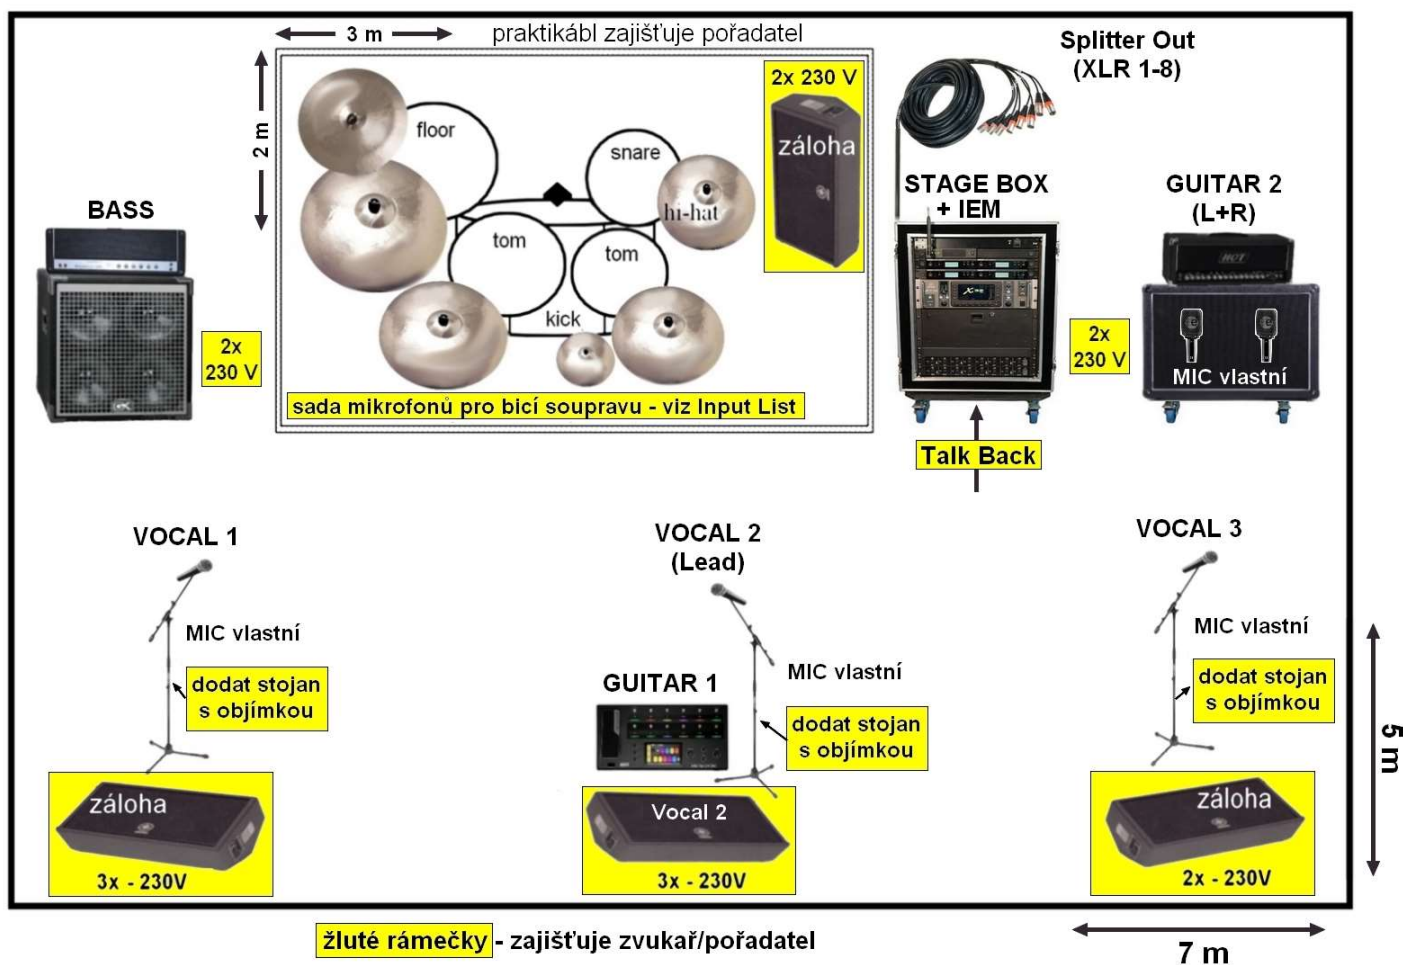 3 m
praktikábl zajišťuje pořadatel
Splitter Out
(XLR 1-8)
2 m
floor
snare
hi-hat
tom
tom
kick
2x 230 V
záloha
STAGE BOX
+ IEM
GUITAR 2
(L+R)
HOT
MIC vlastní
BASS
2x
230 V
2x
230 V
sada mikrofonů pro bicí soupravu - viz Input List
Talk Back
VOCAL 1
MIC vlastní
dodat stojan
s objímkou
záloha
3x - 230V
VOCAL 2
(Lead)
MIC vlastní
GUITAR 1
dodat stojan
s objímkou
Vocal 2
3x - 230V
VOCAL 3
MIC vlastní
dodat stojan
s objímkou
záloha
2x - 230V
5 m
7 m
žluté rámečky - zajišťuje zvukař/pořadatel